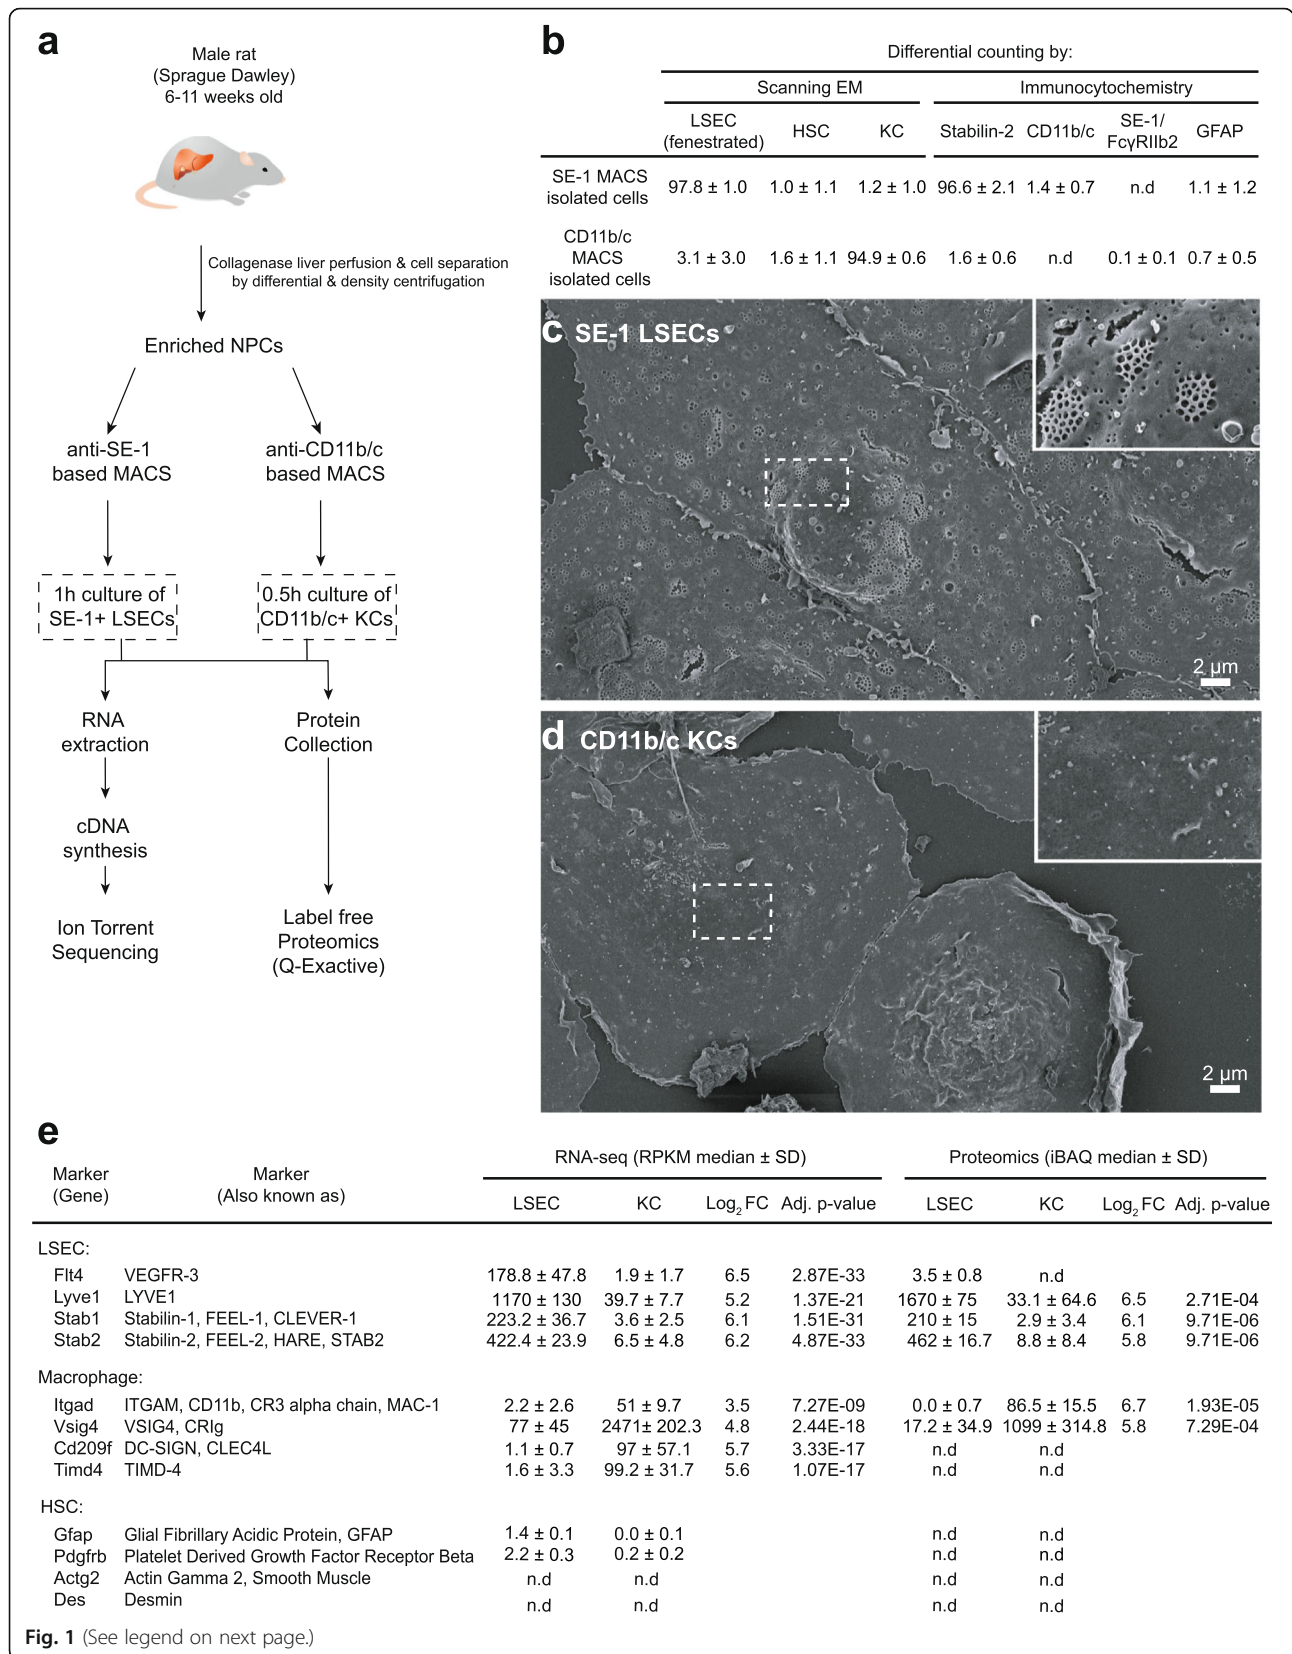 a
Male rat
(Sprague Dawley)
6-11 weeks old
Collagenase liver perfusion & cell separation
by differential & density centrifugation
Enriched NPCs
anti-SE-1
based MACS
anti-CD11b/c
based MACS
1h culture of
SE-1+ LSECs
0.5h culture of
CD11b/c+ KCs
RNA
extraction
Protein
Collection
cDNA
synthesis
Ion Torrent
Sequencing
Label free
Proteomics
(Q-Exactive)
b
Differential counting by:
Scanning EM Immunocytochemistry
LSEC
(fenestrated) HSC KC Stabilin-2 CD11b/c SE-1/
FcγRIIb2 GFAP
SE-1 MACS
isolated cells 97.8 ± 1.0 1.0 ± 1.1 1.2 ± 1.0 96.6 ± 2.1 1.4 ± 0.7 n.d 1.1 ± 1.2
CD11b/c
MACS
isolated cells 3.1 ± 3.0 1.6 ± 1.1 94.9 ± 0.6 1.6 ± 0.6 n.d 0.1 ± 0.1 0.7 ± 0.5
c SE-1 LSECs
2 µm
d CD11b/c KCs
2 µm
e
Marker
(Gene)
Marker
(Also known as)
RNA-seq (RPKM median ± SD) Proteomics (iBAQ median ± SD)
LSEC KC Log2 FC Adj. p-value LSEC KC Log2 FC Adj. p-value
LSEC:
Flt4 VEGFR-3 178.8 ± 47.8 1.9 ± 1.7 6.5 2.87E-33 3.5 ± 0.8 n.d
Lyve1 LYVE1 1170 ± 130 39.7 ± 7.7 5.2 1.37E-21 1670 ± 75 33.1 ± 64.6 6.5 2.71E-04
Stab1 Stabilin-1, FEEL-1, CLEVER-1 223.2 ± 36.7 3.6 ± 2.5 6.1 1.51E-31 210 ± 15 2.9 ± 3.4 6.1 9.71E-06
Stab2 Stabilin-2, FEEL-2, HARE, STAB2 422.4 ± 23.9 6.5 ± 4.8 6.2 4.87E-33 462 ± 16.7 8.8 ± 8.4 5.8 9.71E-06
Macrophage:
Itgad ITGAM, CD11b, CR3 alpha chain, MAC-1 2.2 ± 2.6 51 ± 9.7 3.5 7.27E-09 0.0 ± 0.7 86.5 ± 15.5 6.7 1.93E-05
Vsig4 VSIG4, CRIg 77 ± 45 2471± 202.3 4.8 2.44E-18 17.2 ± 34.9 1099 ± 314.8 5.8 7.29E-04
Cd209f DC-SIGN, CLEC4L 1.1 ± 0.7 97 ± 57.1 5.7 3.33E-17 n.d n.d
Timd4 TIMD-4 1.6 ± 3.3 99.2 ± 31.7 5.6 1.07E-17 n.d n.d
HSC:
Gfap Glial Fibrillary Acidic Protein, GFAP 1.4 ± 0.1 0.0 ± 0.1 n.d n.d
Pdgfrb Platelet Derived Growth Factor Receptor Beta 2.2 ± 0.3 0.2 ± 0.2 n.d n.d
Actg2 Actin Gamma 2, Smooth Muscle n.d n.d n.d n.d
Des Desmin n.d n.d n.d n.d
Fig. 1 (See legend on next page.)